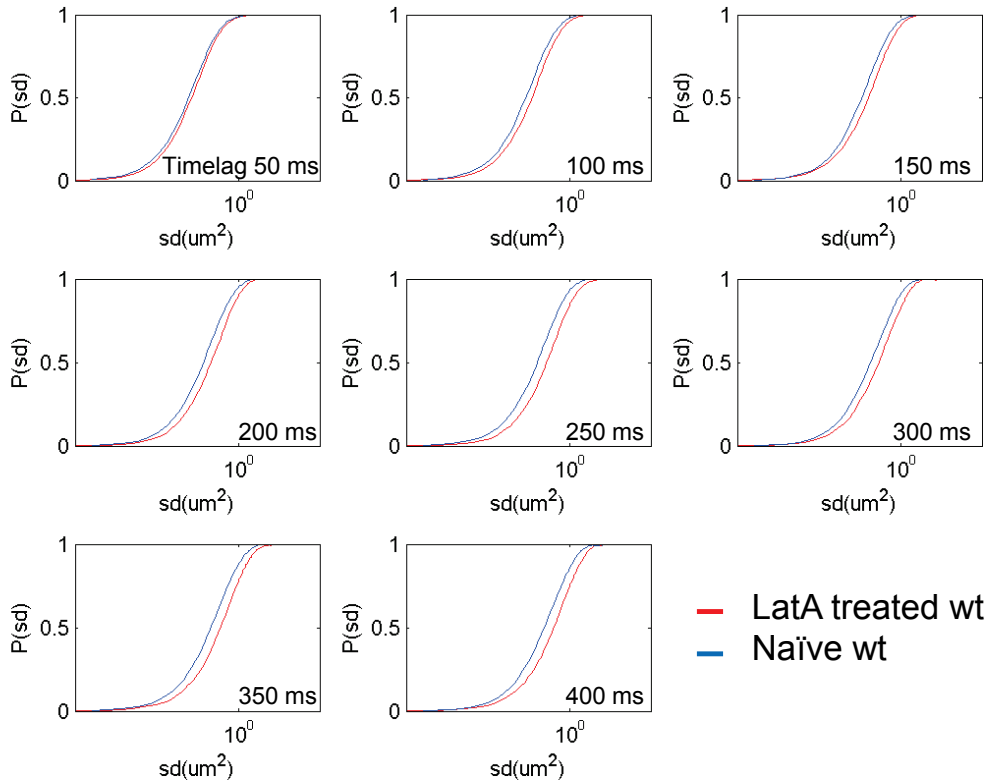 1
P(sd)
0.5
Timelag 50 ms
0
10^0
sd(um^2)
1
P(sd)
0.5
100 ms
0
10^0
sd(um^2)
1
P(sd)
0.5
150 ms
0
10^0
sd(um^2)
1
P(sd)
0.5
200 ms
0
10^0
sd(um^2)
1
P(sd)
0.5
250 ms
0
10^0
sd(um^2)
1
P(sd)
0.5
300 ms
0
10^0
sd(um^2)
1
P(sd)
0.5
350 ms
0
10^0
sd(um^2)
1
P(sd)
0.5
400 ms
0
10^0
sd(um^2)
LatA treated wt
Naïve wt